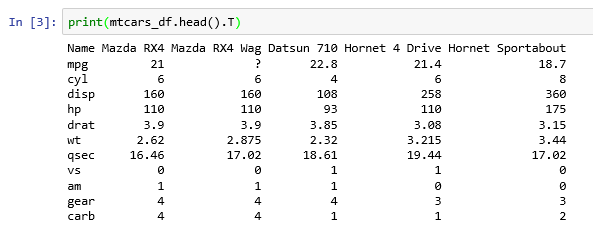 In [3]: print(mtcars_df.head().T)
Name Mazda RX4 Mazda RX4 Wag Datsun 710 Hornet 4 Drive Hornet Sportabout
mpg 21 ? 22.8 21.4 18.7
cyl 6 6 4 6 8
disp 160 160 108 258 360
hp 110 110 93 110 175
drat 3.9 3.9 3.85 3.08 3.15
wt 2.62 2.875 2.32 3.215 3.44
qsec 16.46 17.02 18.61 19.44 17.02
vs 0 0 1 1 0
am 1 1 1 0 0
gear 4 4 4 3 3
carb 4 4 1 1 2